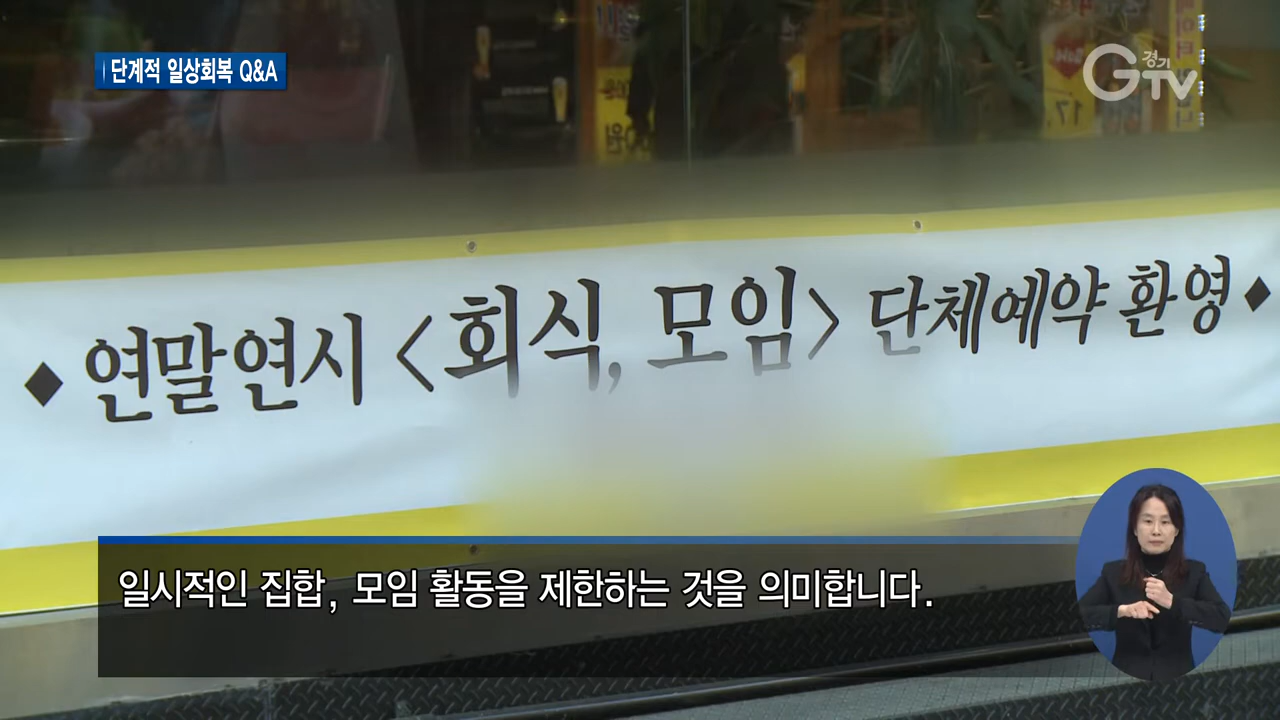 단계적 일상회복 Q&A
경기
GTV
17,
◆ 연말연시 <회식, 모임> 단체예약 환영 ◆
일시적인 집합, 모임 활동을 제한하는 것을 의미합니다.